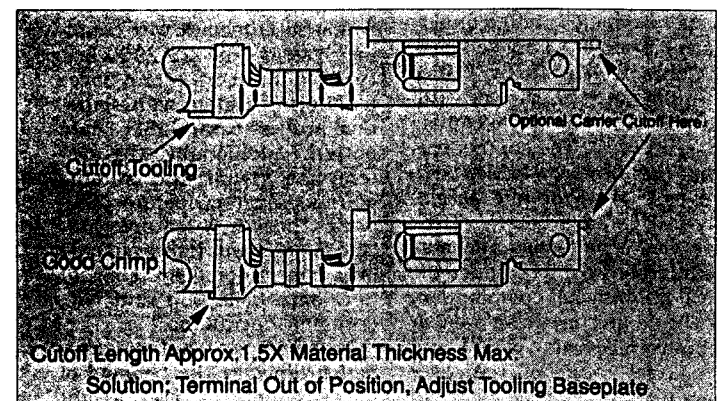 Optional Carrier Cutoff Here.
Cutoff Tooling
Good Crimp
Cutoff Length Approx. 1.5X Material Thickness Max.
Solution: Terminal Out of Position, Adjust Tooling Baseplate